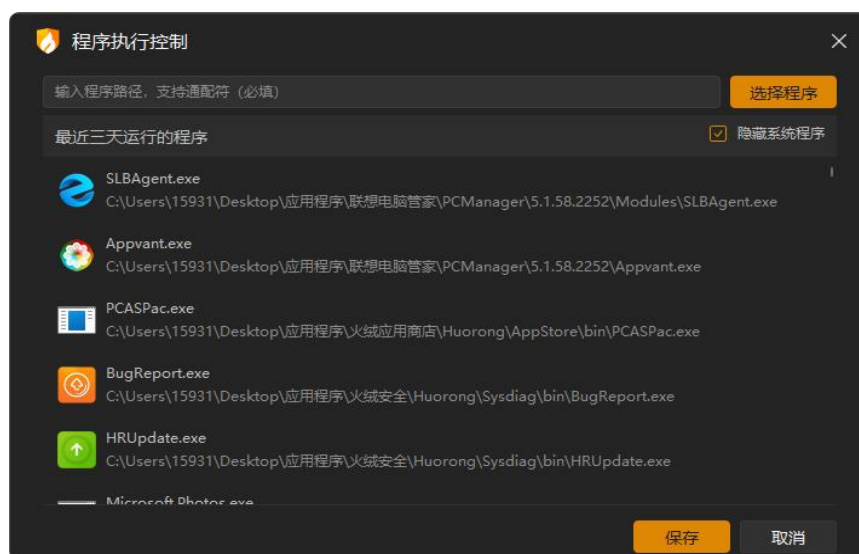 程序执行控制
输入程序路径，支持通配符（必填）
选择程序
最近三天运行的程序
隐藏系统程序
SLBAgent.exe
C:\Users\15931\Desktop\应用程序\联想电脑管家\PCManager\5.1.58.2252\Modules\SLBAgent.exe
Appvant.exe
C:\Users\15931\Desktop\应用程序\联想电脑管家\PCManager\5.1.58.2252\Appvant.exe
PCASPac.exe
C:\Users\15931\Desktop\应用程序\火绒应用商店\Huorong\AppStore\bin\PCASPac.exe
BugReport.exe
C:\Users\15931\Desktop\应用程序\火绒安全\Huorong\Sysdiag\bin\BugReport.exe
HRUpdate.exe
C:\Users\15931\Desktop\应用程序\火绒安全\Huorong\Sysdiag\bin\HRUpdate.exe
Microsoft.Photos.exe
保存
取消